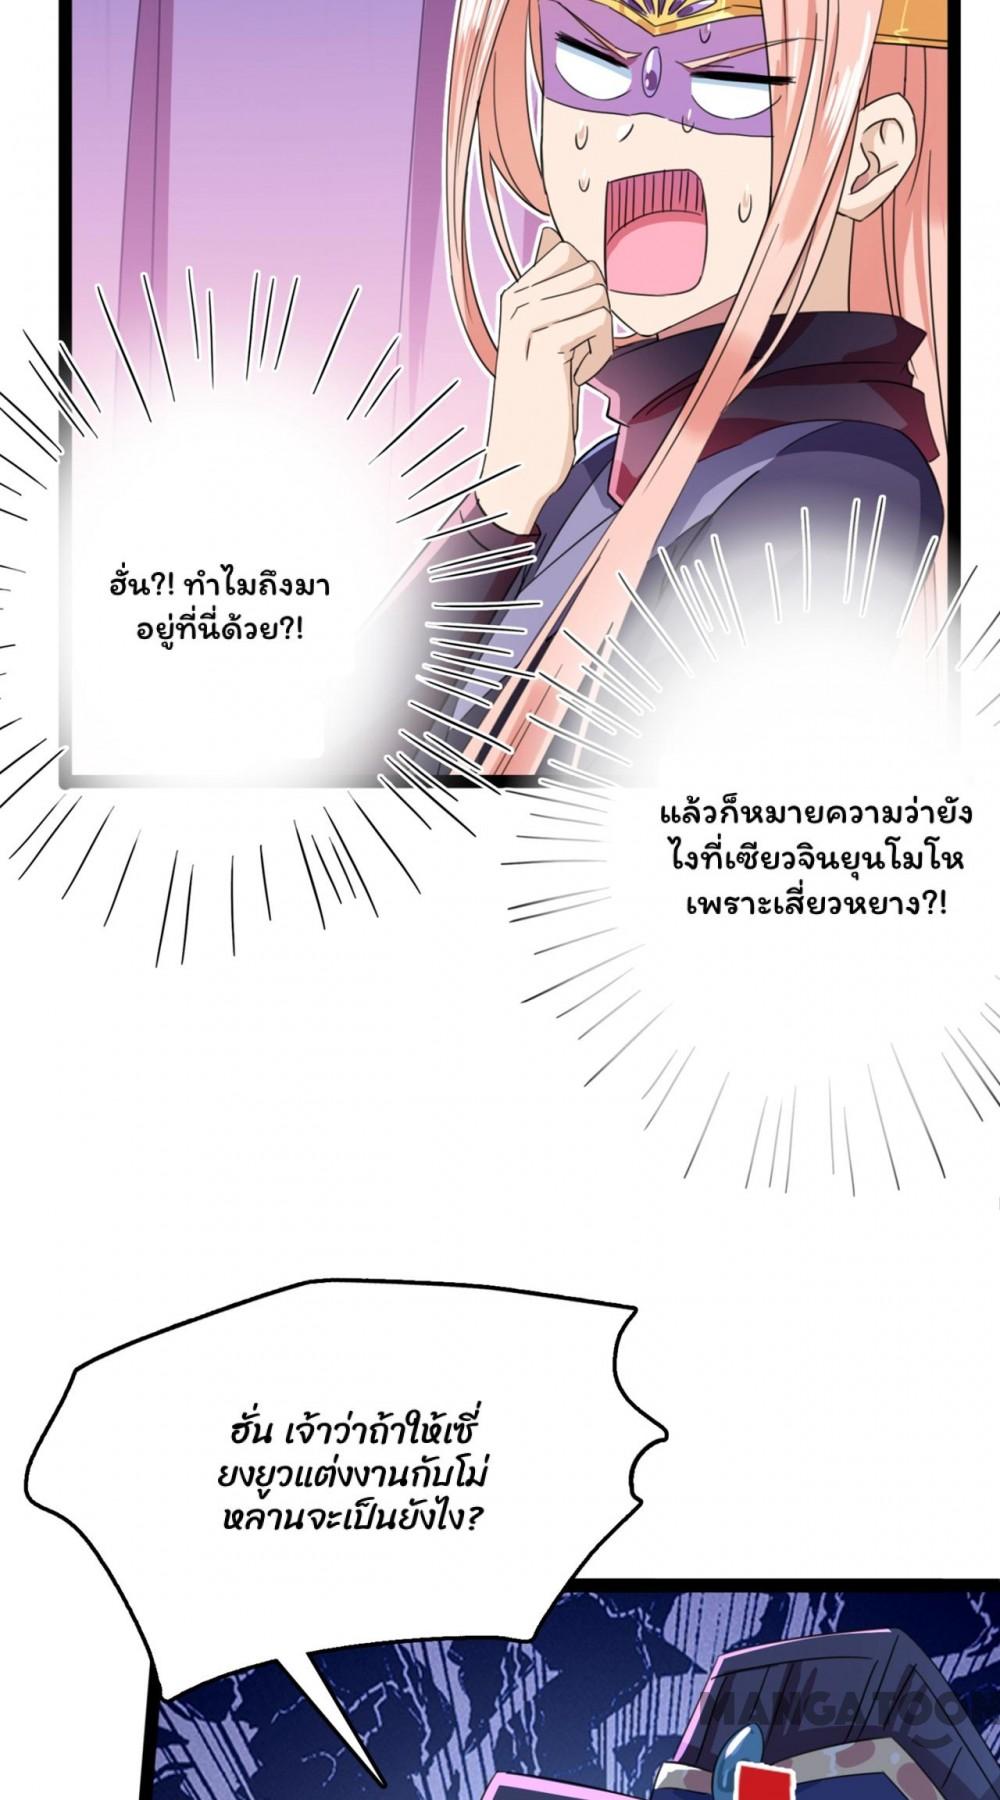 ฮั่น?! ทำไมถึงมา
อยู่ที่นี่ด้วย?!
แล้วก็หมายความว่ายัง
ไงที่เซียวจินยุนโมโห
เพราะเสี่ยวหยาง?!
ฮั่น เจ้าว่าถ้าให้เซี่
ยงยูวแต่งงานกับโม่
หลานจะเป็นยังไง?
MANGATOON